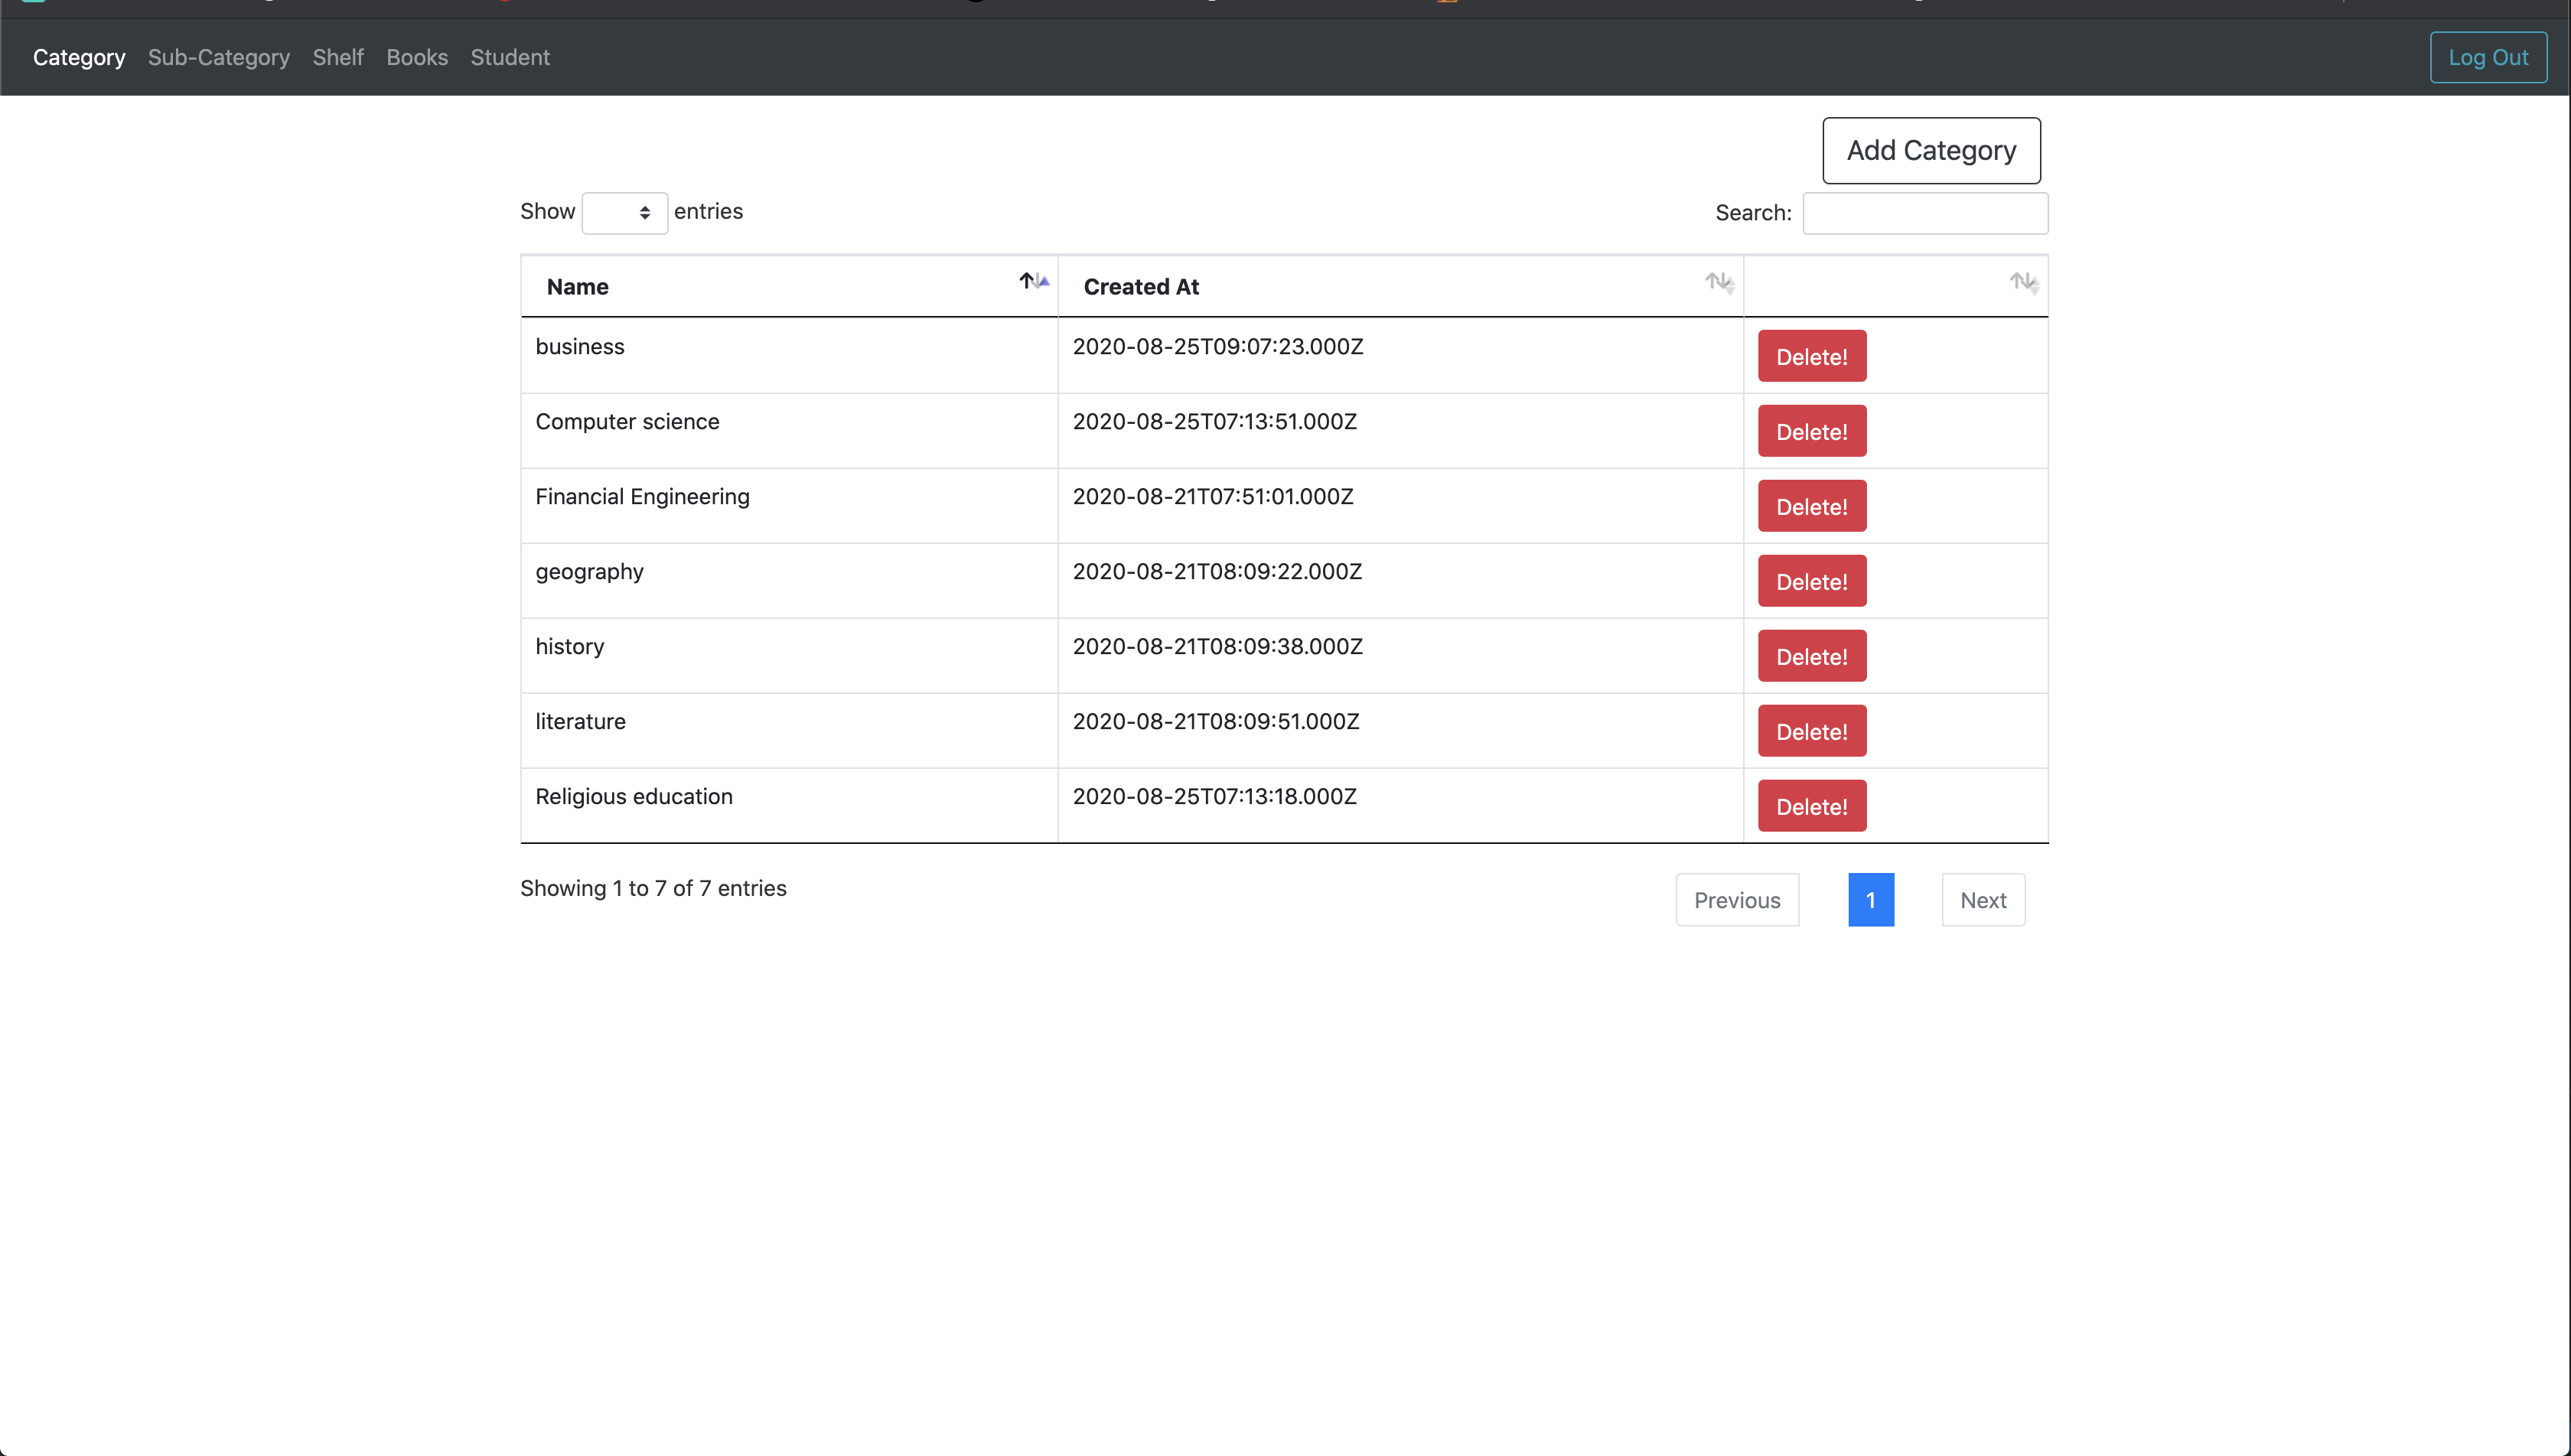 Category Sub-Category Shelf Books Student Log Out
Add Category
Show entries Search:
Name Created At
business 2020-08-25T09:07:23.000Z Delete!
Computer science 2020-08-25T07:13:51.000Z Delete!
Financial Engineering 2020-08-21T07:51:01.000Z Delete!
geography 2020-08-21T08:09:22.000Z Delete!
history 2020-08-21T08:09:38.000Z Delete!
literature 2020-08-21T08:09:51.000Z Delete!
Religious education 2020-08-25T07:13:18.000Z Delete!
Showing 1 to 7 of 7 entries Previous 1 Next